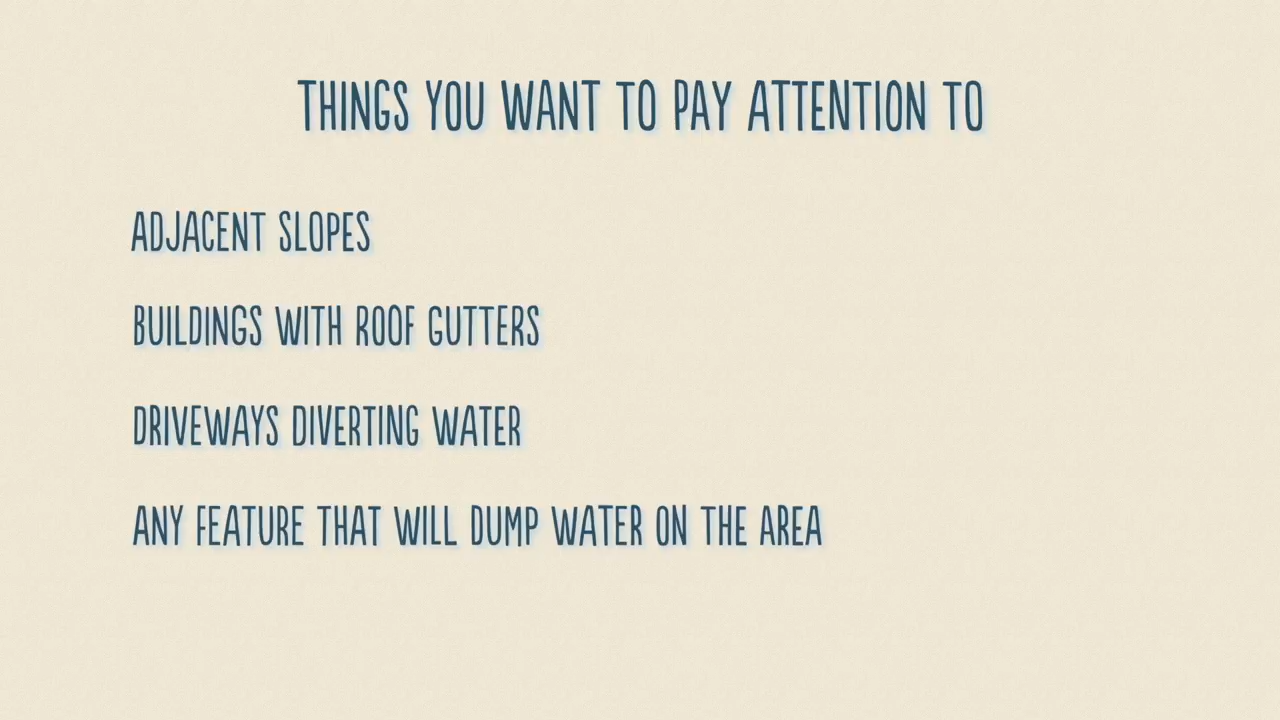 THINGS YOU WANT TO PAY ATTENTION TO
ADJACENT SLOPES
BUILDINGS WITH ROOF GUTTERS
DRIVEWAYS DIVERTING WATER
ANY FEATURE THAT WILL DUMP WATER ON THE AREA